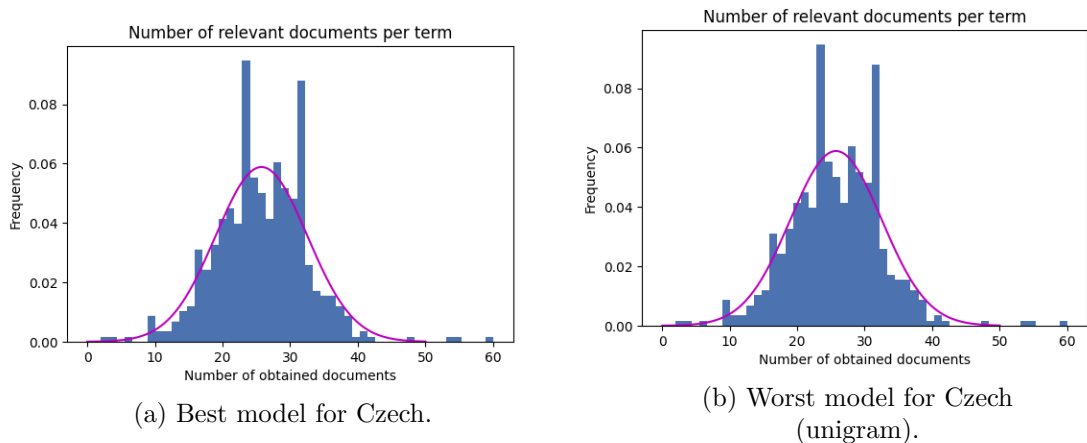 Number of relevant documents per term
Frequency
0.08
0.06
0.04
0.02
0.00
0 10 20 30 40 50 60
Number of obtained documents
(a) Best model for Czech.
Number of relevant documents per term
Frequency
0.08
0.06
0.04
0.02
0.00
0 10 20 30 40 50 60
Number of obtained documents
(b) Worst model for Czech
(unigram).